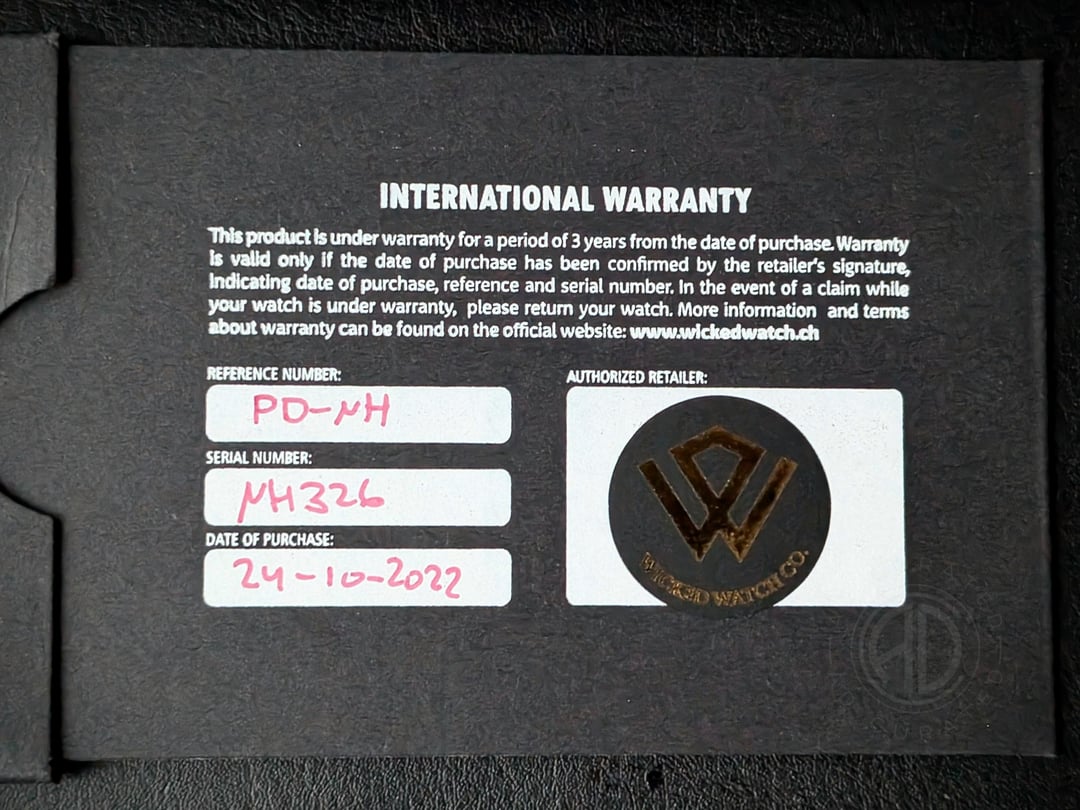 INTERNATIONAL WARRANTY
This product is under warranty for a period of 3 years from the date of purchase. Warranty
is valid only if the date of purchase has been confirmed by the retailer's signature,
indicating date of purchase, reference and serial number. In the event of a claim while
your watch is under warranty, please return your watch. More information and terms
about warranty can be found on the official website: www.wickedwatch.ch
REFERENCE NUMBER:
PD-NH
AUTHORIZED RETAILER:
SERIAL NUMBER:
NH326
DATE OF PURCHASE:
24-10-2022
WICKED WATCH CO.